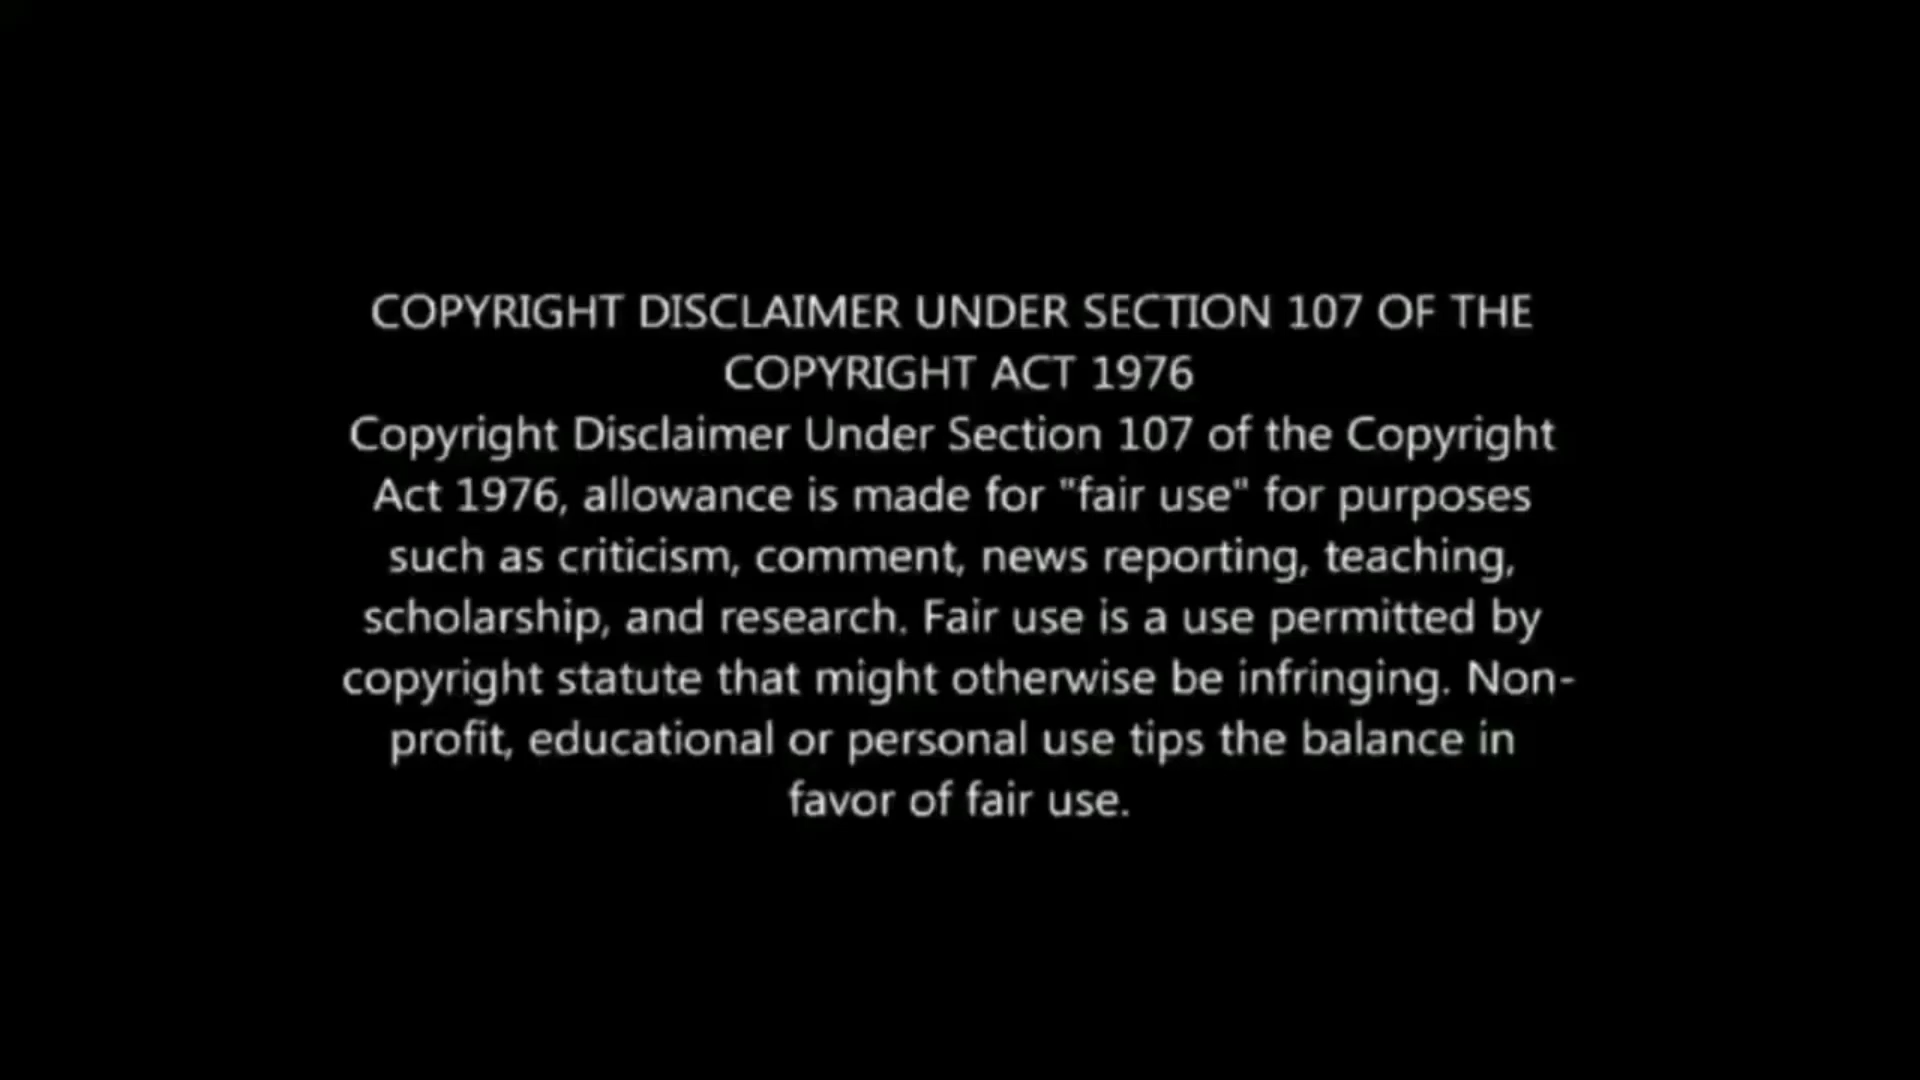 COPYRIGHT DISCLAIMER UNDER SECTION 107 OF THE
COPYRIGHT ACT 1976
Copyright Disclaimer Under Section 107 of the Copyright
Act 1976, allowance is made for "fair use" for purposes
such as criticism, comment, news reporting, teaching,
scholarship, and research. Fair use is a use permitted by
copyright statute that might otherwise be infringing. Non-
profit, educational or personal use tips the balance in
favor of fair use.